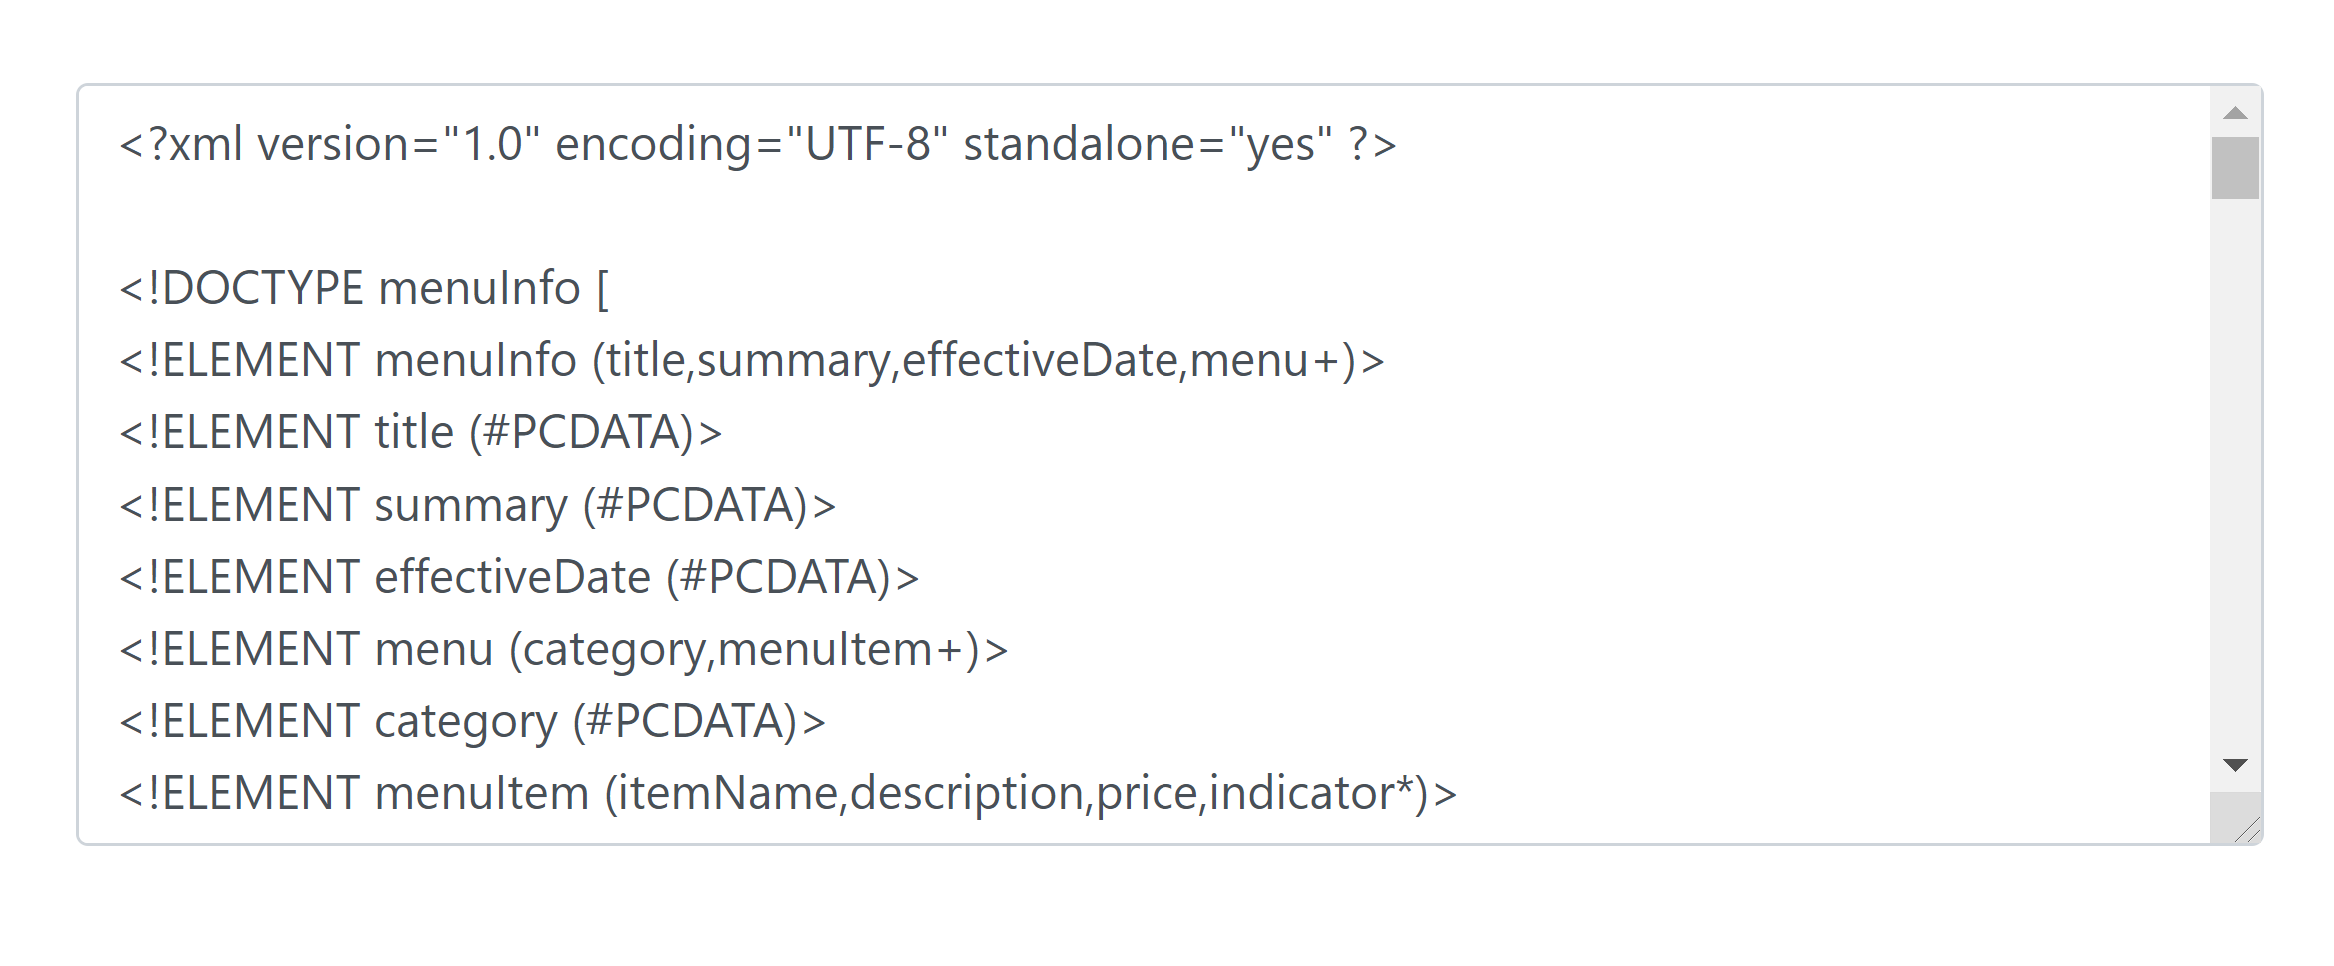 <?xml version="1.0" encoding="UTF-8" standalone="yes" ?>
<!DOCTYPE menuInfo [
<!ELEMENT menuInfo (title,summary,effectiveDate,menu+)>
<!ELEMENT title (#PCDATA)>
<!ELEMENT summary (#PCDATA)>
<!ELEMENT effectiveDate (#PCDATA)>
<!ELEMENT menu (category,menuItem+)>
<!ELEMENT category (#PCDATA)>
<!ELEMENT menuItem (itemName,description,price,indicator*)>